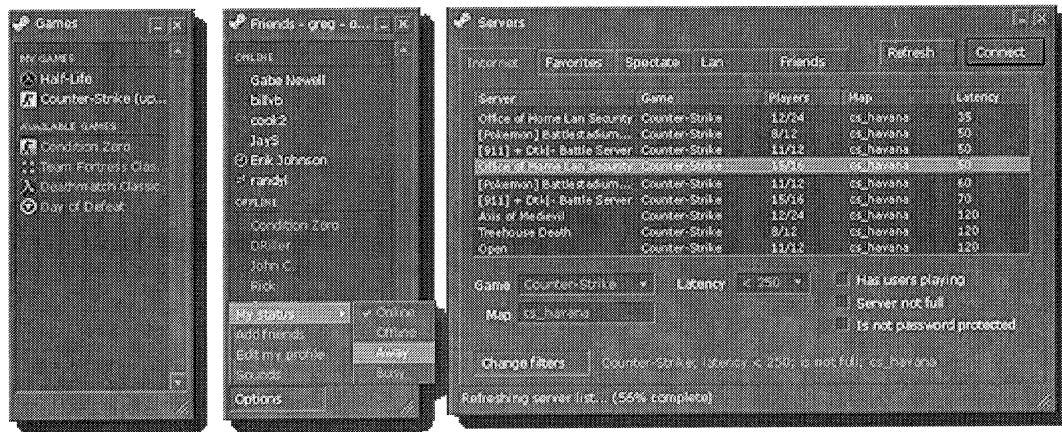 Games
MY GAMES
Half-Life
Counter-Strike (up...
AVAILABLE GAMES
Condition Zero
Team Fortress Clas...
Deathmatch Classic
Day of Defeat
Friends - greg - o...
ONLINE
Gabe Newell
billvb
cook2
JayS
Erik Johnson
randyl
OFFLINE
Condition Zero
DRiller
John C.
Rick
My status
Add friends
Edit my profile
Sounds
Online
Offline
Away
Busy
Options
Servers
Refresh Connect
Internet Favorites Spectate Lan Friends
Server Game Players Map Latency
Office of Home Lan Security Counter-Strike 12/24 cs_havana 35
[Pokemon] Battlestadium... Counter-Strike 8/12 cs_havana 50
[911] + Dtkl- Battle Server Counter-Strike 11/12 cs_havana 50
Office of Home Lan Security Counter-Strike 15/16 cs_havana 50
[Pokemon] Battlestadium... Counter-Strike 11/12 cs_havana 60
[911] + Dtkl- Battle Server Counter-Strike 15/16 cs_havana 70
Axis of Medievil Counter-Strike 12/24 cs_havana 120
Treehouse Death Counter-Strike 8/12 cs_havana 120
Open Counter-Strike 11/12 cs_havana 120
Game Counter-Strike Latency < 250
Has users playing
Server not full
Map cs_havana
Is not password protected
Change filters Counter-Strike; latency < 250; is not full; cs_havana
Refreshing server list... (56% complete)